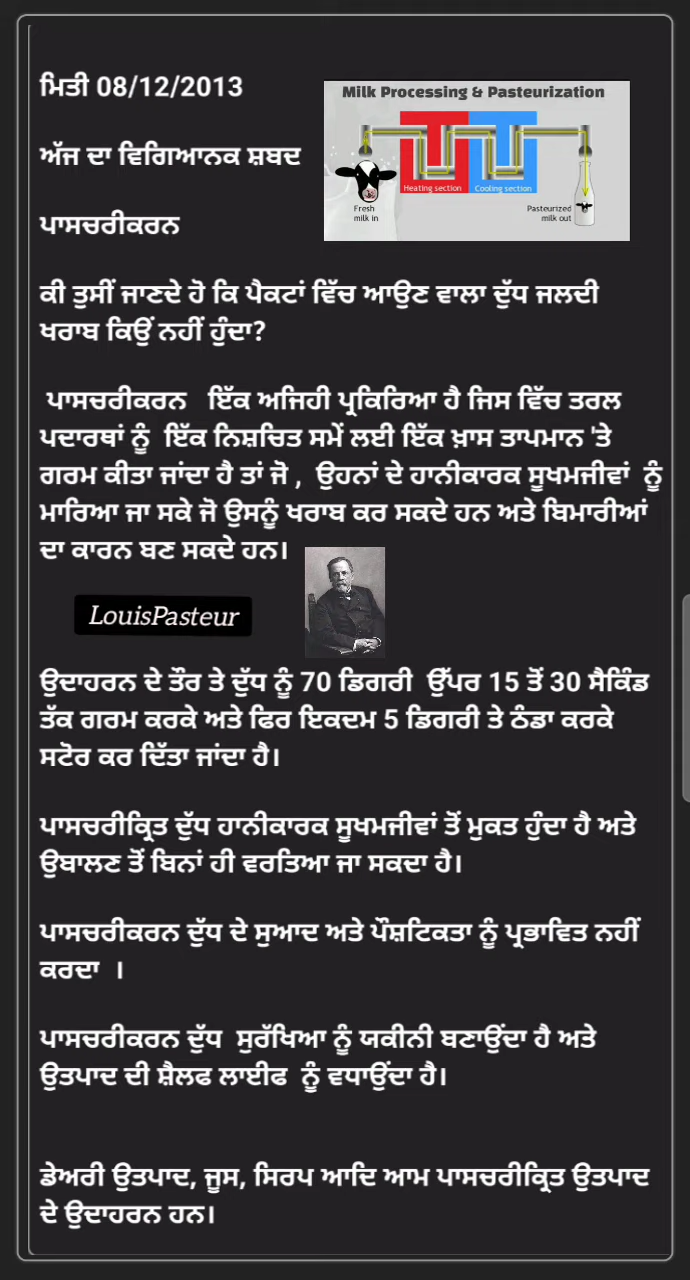 ਮਿਤੀ 08/12/2013
Milk Processing & Pasteurization
ਅੱਜ ਦਾ ਵਿਗਿਆਨਕ ਸ਼ਬਦ
Heating section
Cooling section
Fresh
milk in
Pasteurized
milk out
ਪਾਸਚਰੀਕਰਨ
ਕੀ ਤੁਸੀਂ ਜਾਣਦੇ ਹੋ ਕਿ ਪੈਕਟਾਂ ਵਿੱਚ ਆਉਣ ਵਾਲਾ ਦੁੱਧ ਜਲਦੀ
ਖਰਾਬ ਕਿਉਂ ਨਹੀਂ ਹੁੰਦਾ?
ਪਾਸਚਰੀਕਰਨ ਇੱਕ ਅਜਿਹੀ ਪ੍ਰਕਿਰਿਆ ਹੈ ਜਿਸ ਵਿੱਚ ਤਰਲ
ਪਦਾਰਥਾਂ ਨੂੰ ਇੱਕ ਨਿਸ਼ਚਿਤ ਸਮੇਂ ਲਈ ਇੱਕ ਖ਼ਾਸ ਤਾਪਮਾਨ 'ਤੇ
ਗਰਮ ਕੀਤਾ ਜਾਂਦਾ ਹੈ ਤਾਂ ਜੋ , ਉਹਨਾਂ ਦੇ ਹਾਨੀਕਾਰਕ ਸੂਖਮਜੀਵਾਂ ਨੂੰ
ਮਾਰਿਆ ਜਾ ਸਕੇ ਜੋ ਉਸਨੂੰ ਖਰਾਬ ਕਰ ਸਕਦੇ ਹਨ ਅਤੇ ਬਿਮਾਰੀਆਂ
ਦਾ ਕਾਰਨ ਬਣ ਸਕਦੇ ਹਨ।
LouisPasteur
ਉਦਾਹਰਨ ਦੇ ਤੌਰ ਤੇ ਦੁੱਧ ਨੂੰ 70 ਡਿਗਰੀ ਉੱਪਰ 15 ਤੋਂ 30 ਸੈਕਿੰਡ
ਤੱਕ ਗਰਮ ਕਰਕੇ ਅਤੇ ਫਿਰ ਇਕਦਮ 5 ਡਿਗਰੀ ਤੇ ਠੰਡਾ ਕਰਕੇ
ਸਟੋਰ ਕਰ ਦਿੱਤਾ ਜਾਂਦਾ ਹੈ।
ਪਾਸਚਰੀਕ੍ਰਿਤ ਦੁੱਧ ਹਾਨੀਕਾਰਕ ਸੂਖਮਜੀਵਾਂ ਤੋਂ ਮੁਕਤ ਹੁੰਦਾ ਹੈ ਅਤੇ
ਉਬਾਲਣ ਤੋਂ ਬਿਨਾਂ ਹੀ ਵਰਤਿਆ ਜਾ ਸਕਦਾ ਹੈ।
ਪਾਸਚਰੀਕਰਨ ਦੁੱਧ ਦੇ ਸੁਆਦ ਅਤੇ ਪੌਸ਼ਟਿਕਤਾ ਨੂੰ ਪ੍ਰਭਾਵਿਤ ਨਹੀਂ
ਕਰਦਾ ।
ਪਾਸਚਰੀਕਰਨ ਦੁੱਧ ਸੁਰੱਖਿਆ ਨੂੰ ਯਕੀਨੀ ਬਣਾਉਂਦਾ ਹੈ ਅਤੇ
ਉਤਪਾਦ ਦੀ ਸ਼ੈਲਫ ਲਾਈਫ ਨੂੰ ਵਧਾਉਂਦਾ ਹੈ।
ਡੇਅਰੀ ਉਤਪਾਦ, ਜੂਸ, ਸਿਰਪ ਆਦਿ ਆਮ ਪਾਸਚਰੀਕ੍ਰਿਤ ਉਤਪਾਦ
ਦੇ ਉਦਾਹਰਨ ਹਨ।